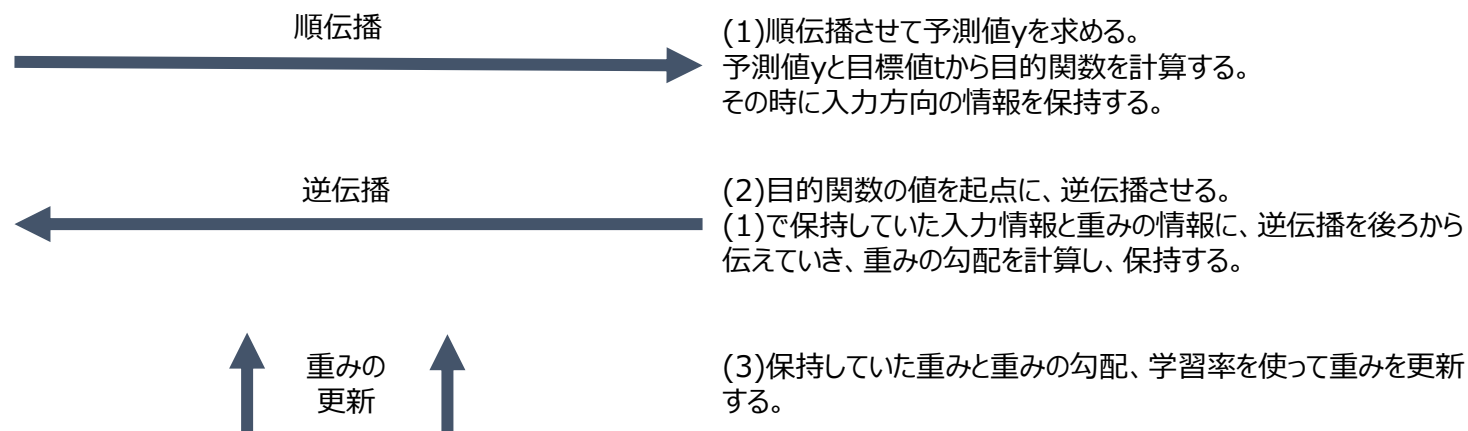 順伝播
(1)順伝播させて予測値yを求める。
予測値yと目標値tから目的関数を計算する。
その時に入力方向の情報を保持する。
逆伝播
(2)目的関数の値を起点に、逆伝播させる。
(1)で保持していた入力情報と重みの情報に、逆伝播を後ろから
伝えていき、重みの勾配を計算し、保持する。
重みの
更新
(3)保持していた重みと重みの勾配、学習率を使って重みを更新
する。